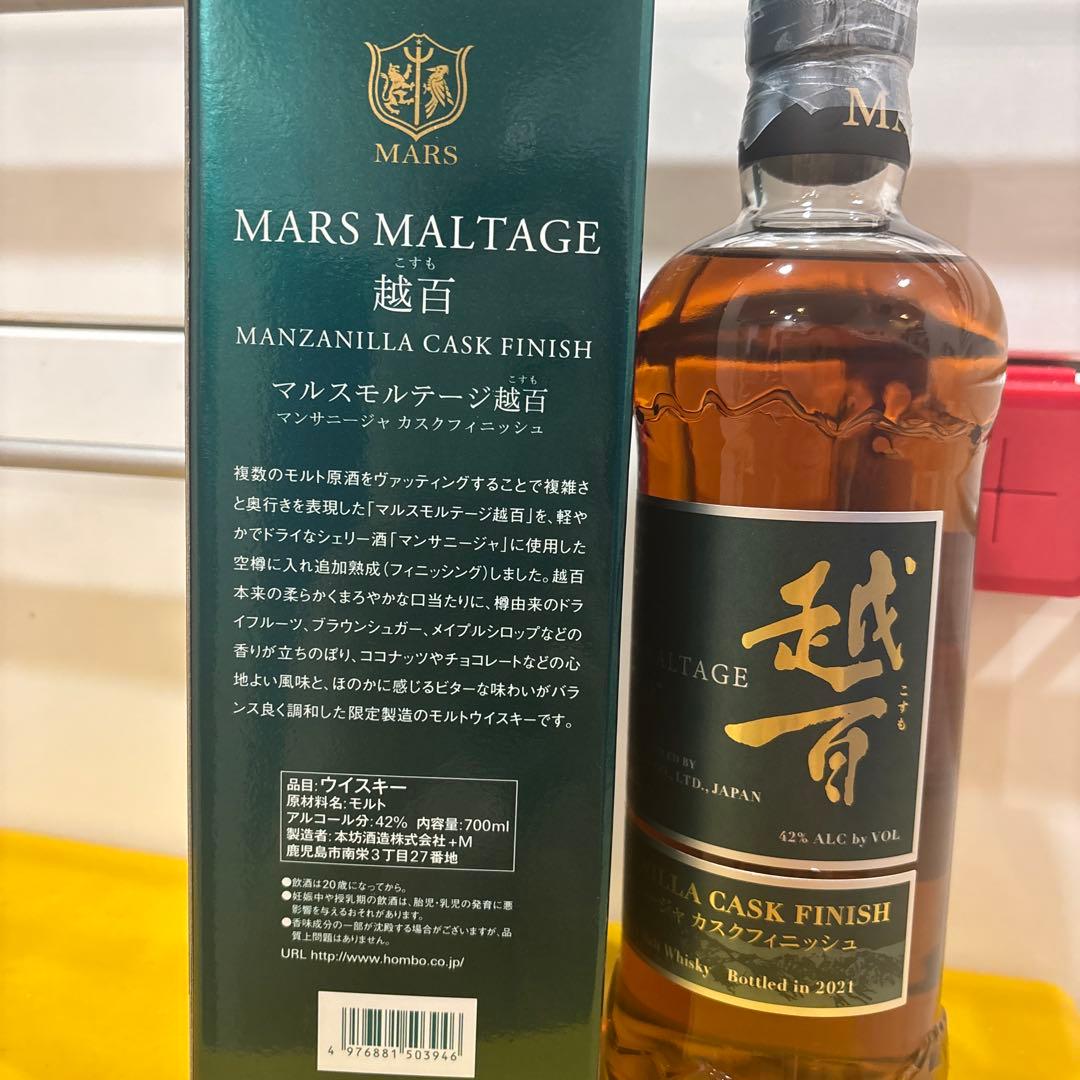 MARS
MARS MALTAGE
こすも
越百
MANZANILLA CASK FINISH
こすも
マルスモルテージ越百
マンサニージャ カスクフィニッシュ
複数のモルト原酒をヴァッティングすることで複雑さ
と奥行きを表現した「マルスモルテージ越百」を、軽や
かでドライなシェリー酒「マンサニージャ」に使用した
空樽に入れ追加熟成(フィニッシング)しました。越百
本来の柔らかくまろやかな口当たりに、樽由来のドラ
イフルーツ、ブラウンシュガー、メイプルシロップなどの
香りが立ちのぼり、ココナッツやチョコレートなどの心
地よい風味と、ほのかに感じるビターな味わいがバラ
ンス良く調和した限定製造のモルトウイスキーです。
品目:ウイスキー
原材料名:モルト
アルコール分:42% 内容量:700ml
製造者:本坊酒造株式会社+M
鹿児島市南栄3丁目27番地
●飲酒は20歳になってから。
●妊娠中や授乳期の飲酒は、胎児・乳児の発育に悪
影響を与えるおそれがあります。
●香味成分の一部が沈殿する場合がございますが、品
質上問題はありません。
URL http://www.hombo.co.jp/
4 976881 503946
MA
越百
こすも
ALTAGE
BY
LTD., JAPAN
42% ALC by VOL
ILLA CASK FINISH
ージャ カスクフィニッシュ
Whisky Bottled in 2021